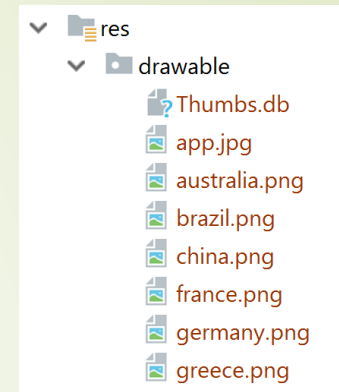 res
drawable
Thumbs.db
app.jpg
australia.png
brazil.png
china.png
france.png
germany.png
greece.png